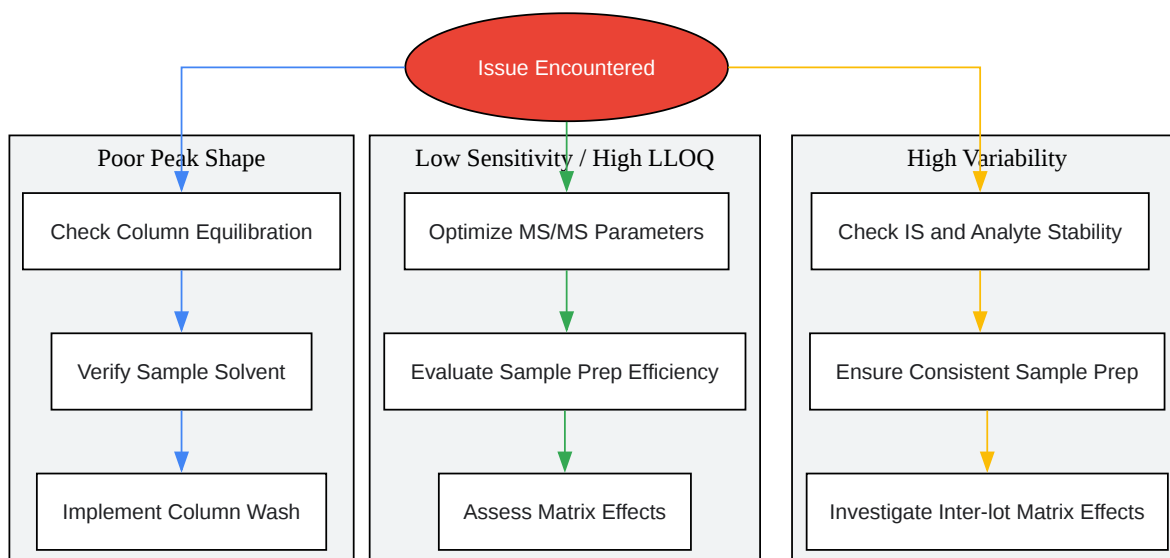 Issue Encountered
Poor Peak Shape
Check Column Equilibration
Verify Sample Solvent
Implement Column Wash
Low Sensitivity / High LLOQ
Optimize MS/MS Parameters
Evaluate Sample Prep Efficiency
Assess Matrix Effects
High Variability
Check IS and Analyte Stability
Ensure Consistent Sample Prep
Investigate Inter-lot Matrix Effects